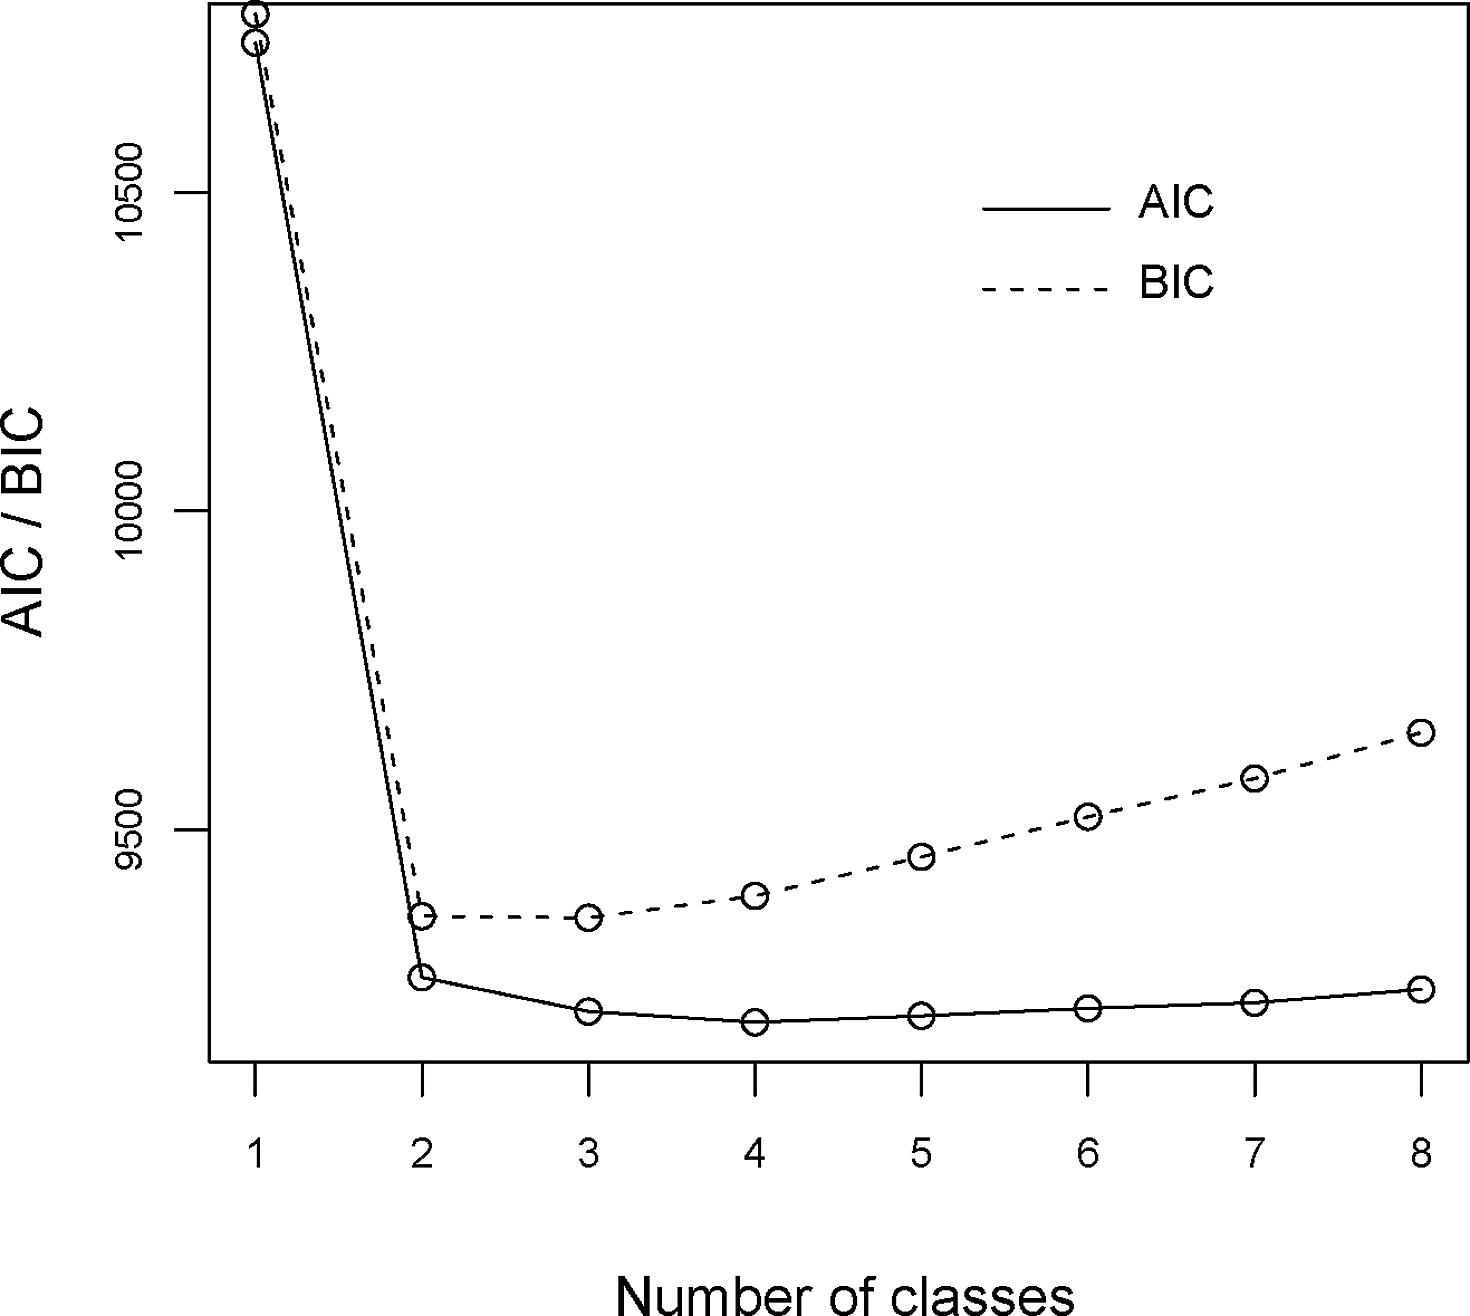 AIC / BIC
10500
10000
9500
AIC
BIC
1 2 3 4 5 6 7 8
Number of classes